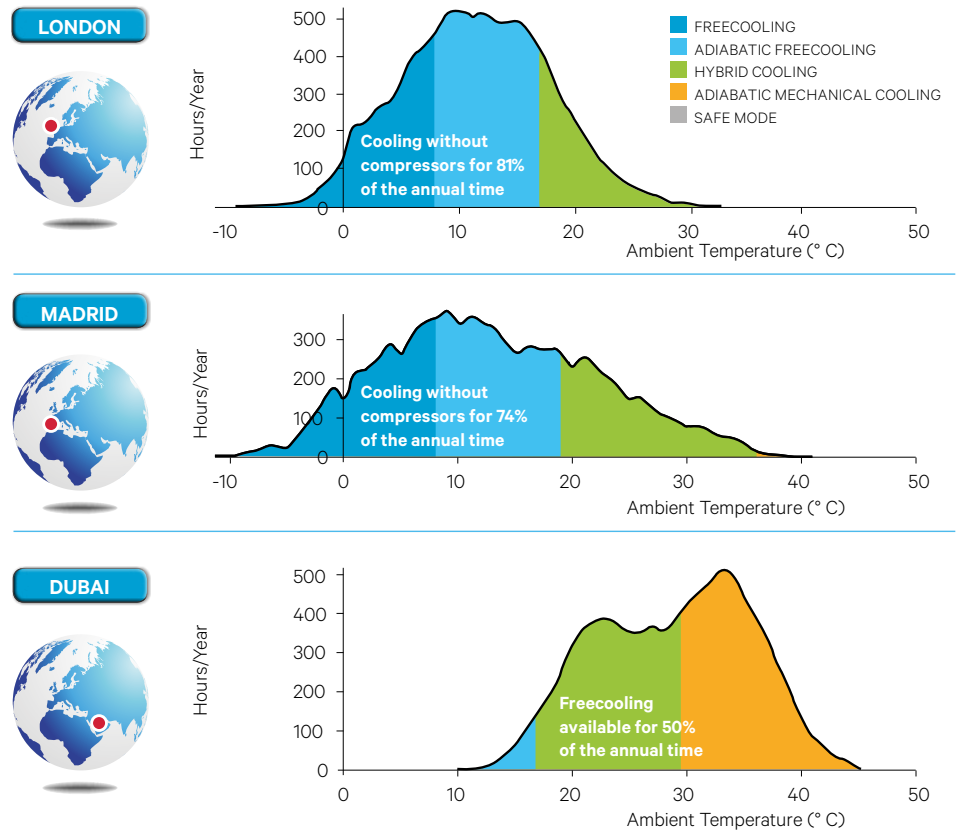 LONDON
Hours/Year
500
400
300
200
100
0
FREECOOLING
ADIABATIC FREECOOLING
HYBRID COOLING
ADIABATIC MECHANICAL COOLING
SAFE MODE
Cooling without
compressors for 81%
of the annual time
-10 0 10 20 30 40 50
Ambient Temperature (° C)
MADRID
Hours/Year
300
200
100
0
Cooling without
compressors for 74%
of the annual time
-10 0 10 20 30 40 50
Ambient Temperature (° C)
DUBAI
Hours/Year
500
400
300
200
100
0
Freecooling
available for 50%
of the annual time
0 10 20 30 40 50
Ambient Temperature (° C)